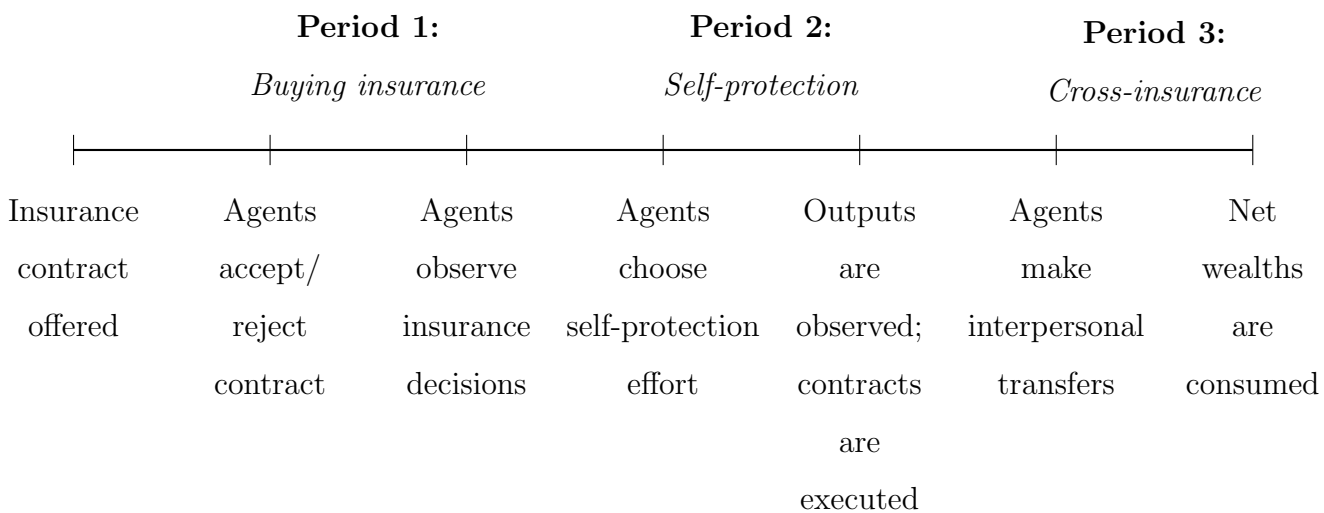 Period 1:
Buying insurance
Period 2:
Self-protection
Period 3:
Cross-insurance
Insurance
contract
offered
Agents
accept/
reject
contract
Agents
observe
insurance
decisions
Agents
choose
self-protection
effort
Outputs
are
observed;
contracts
are
executed
Agents
make
interpersonal
transfers
Net
wealths
are
consumed